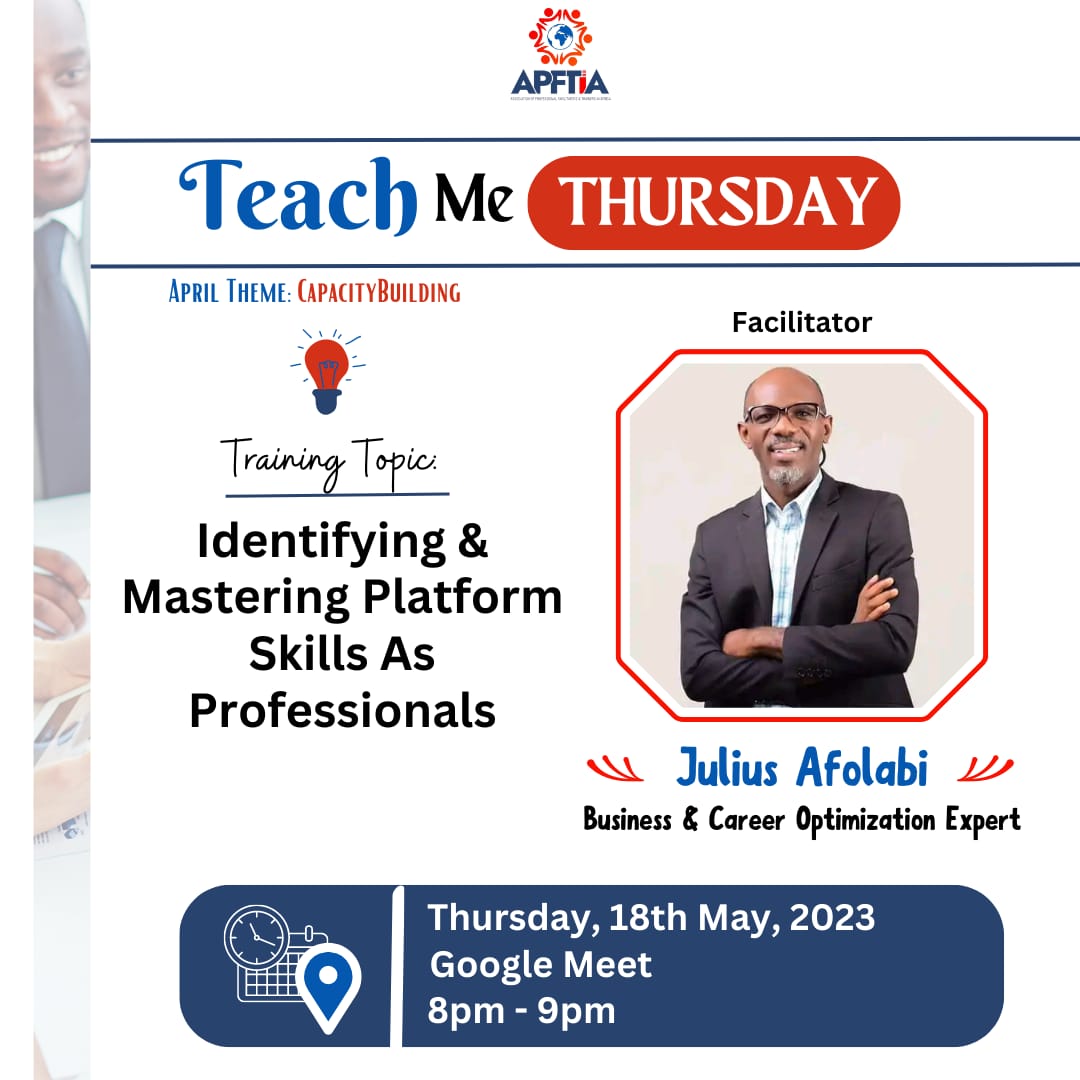 APFTiA
Teach Me THURSDAY
April Theme: CapacityBuilding
Facilitator
Training Topic:
Identifying &
Mastering Platform
Skills As
Professionals
Julius Afolabi
Business & Career Optimization Expert
Thursday, 18th May, 2023
Google Meet
8pm - 9pm